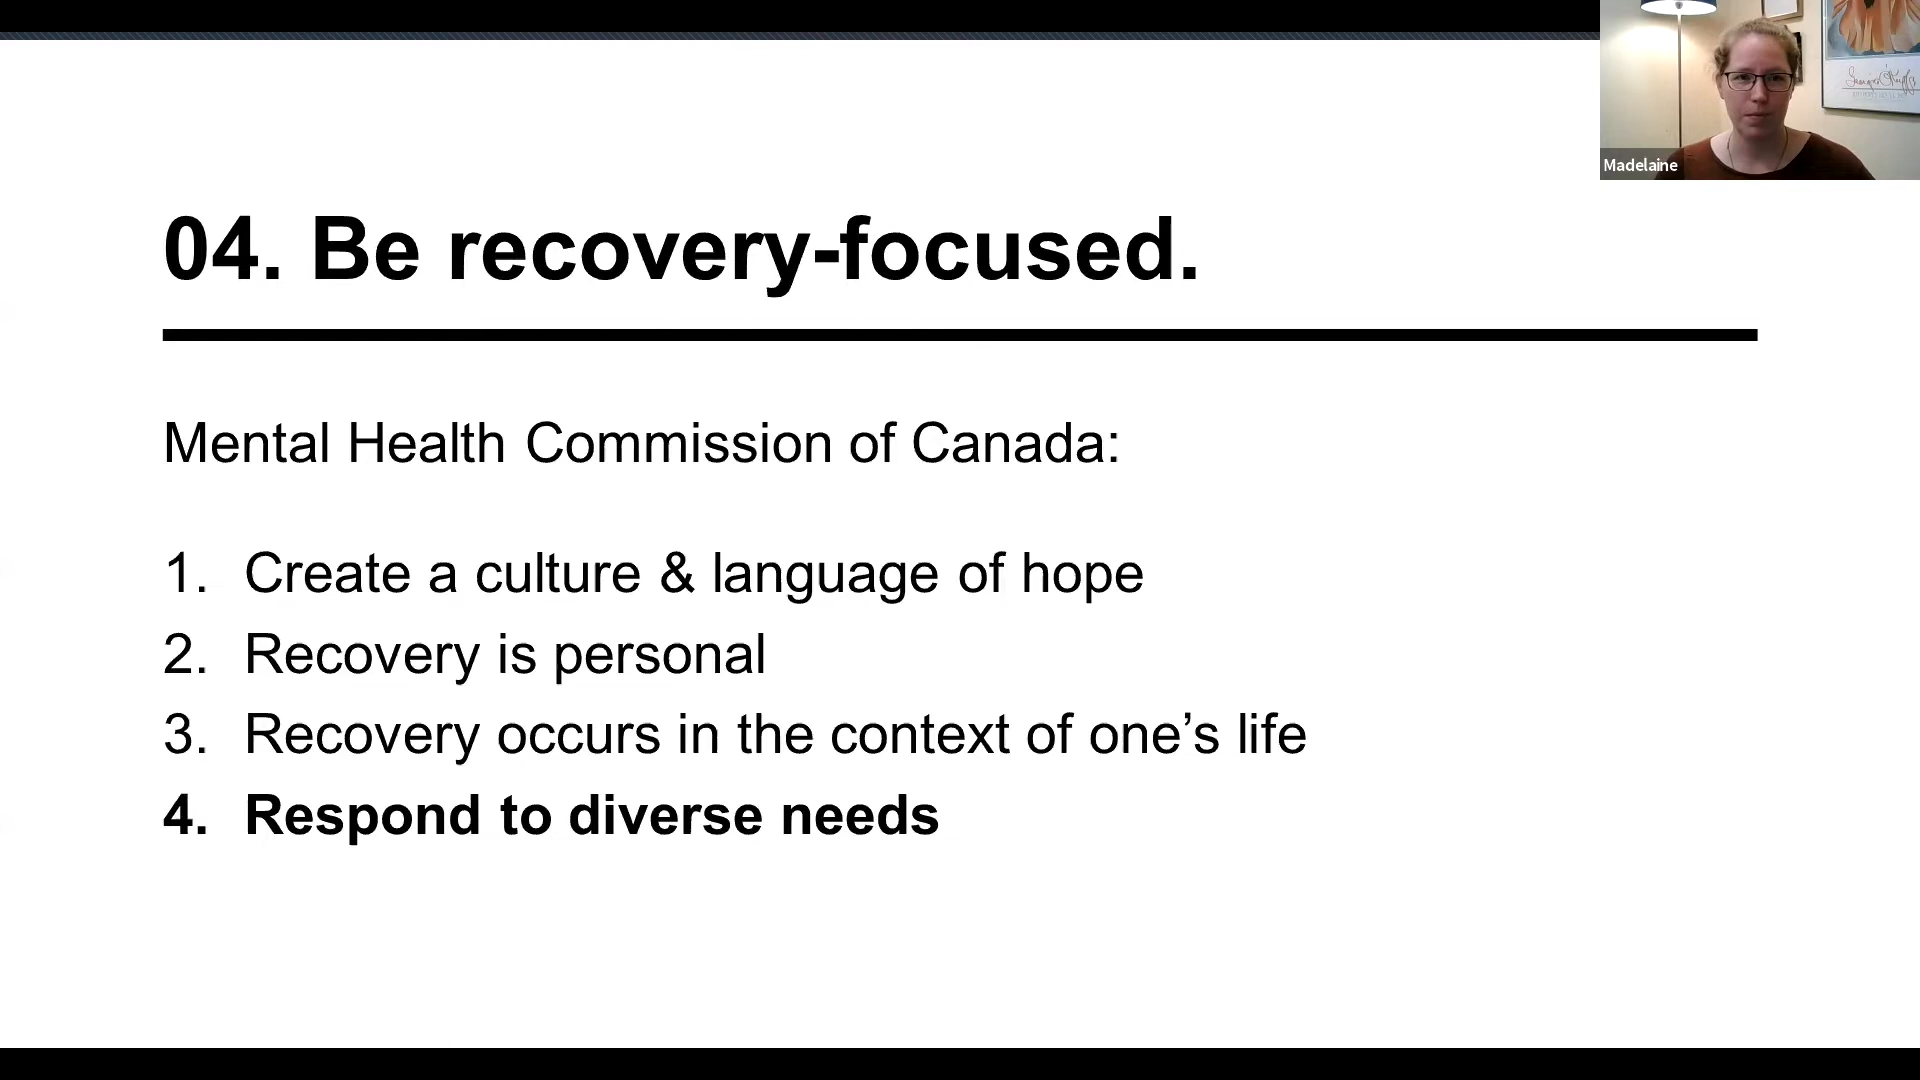 Madelaine
04. Be recovery-focused.
Mental Health Commission of Canada:
1. Create a culture & language of hope
2. Recovery is personal
3. Recovery occurs in the context of one’s life
4. Respond to diverse needs